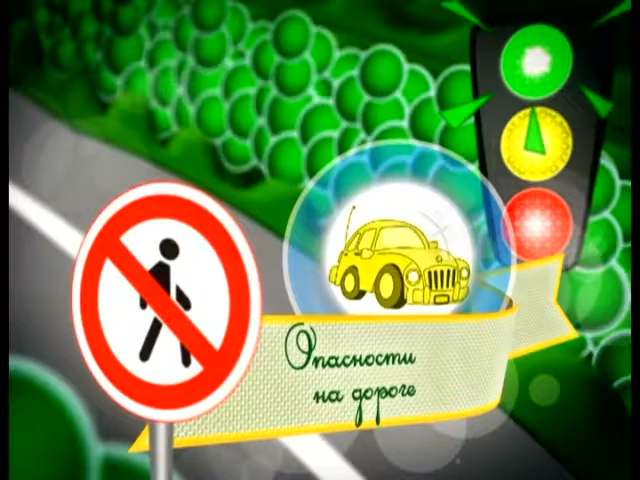 Опасности
на дороге